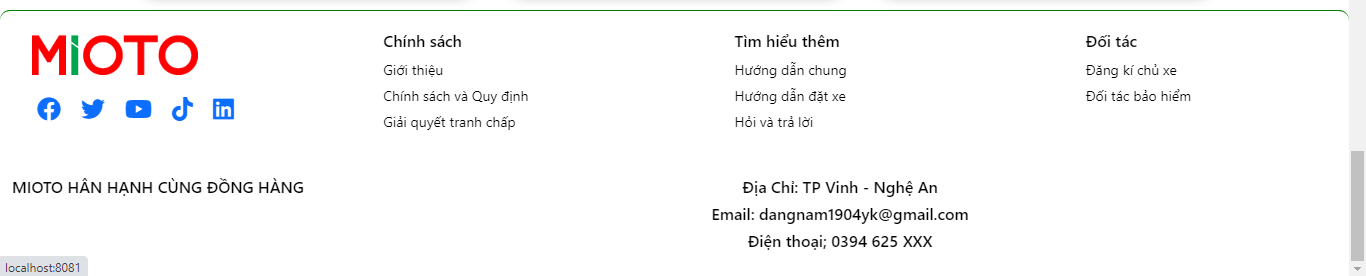 MIOTO
Chính sách
Giới thiệu
Chính sách và Quy định
Giải quyết tranh chấp
Tìm hiểu thêm
Hướng dẫn chung
Hướng dẫn đặt xe
Hỏi và trả lời
Đối tác
Đăng kí chủ xe
Đối tác bảo hiểm
MIOTO HÂN HẠNH CÙNG ĐỒNG HÀNG
Địa Chỉ: TP Vinh - Nghệ An
Email: dangnam1904yk@gmail.com
Điện thoại; 0394 625 XXX
localhost:8081